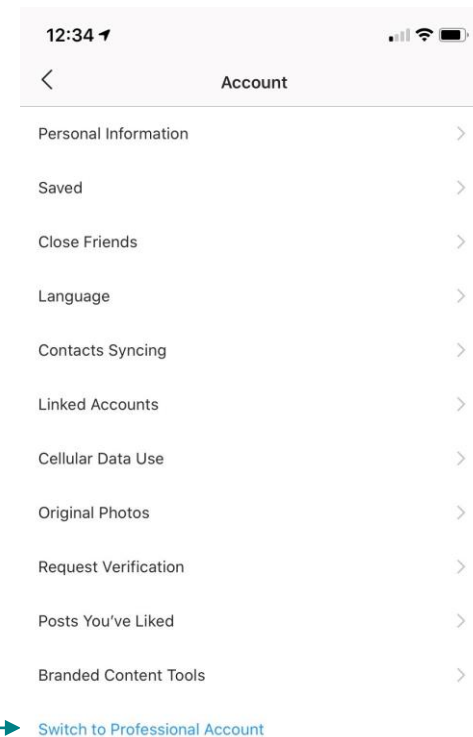 12:34
Account
Personal Information
Saved
Close Friends
Language
Contacts Syncing
Linked Accounts
Cellular Data Use
Original Photos
Request Verification
Posts You've Liked
Branded Content Tools
Switch to Professional Account